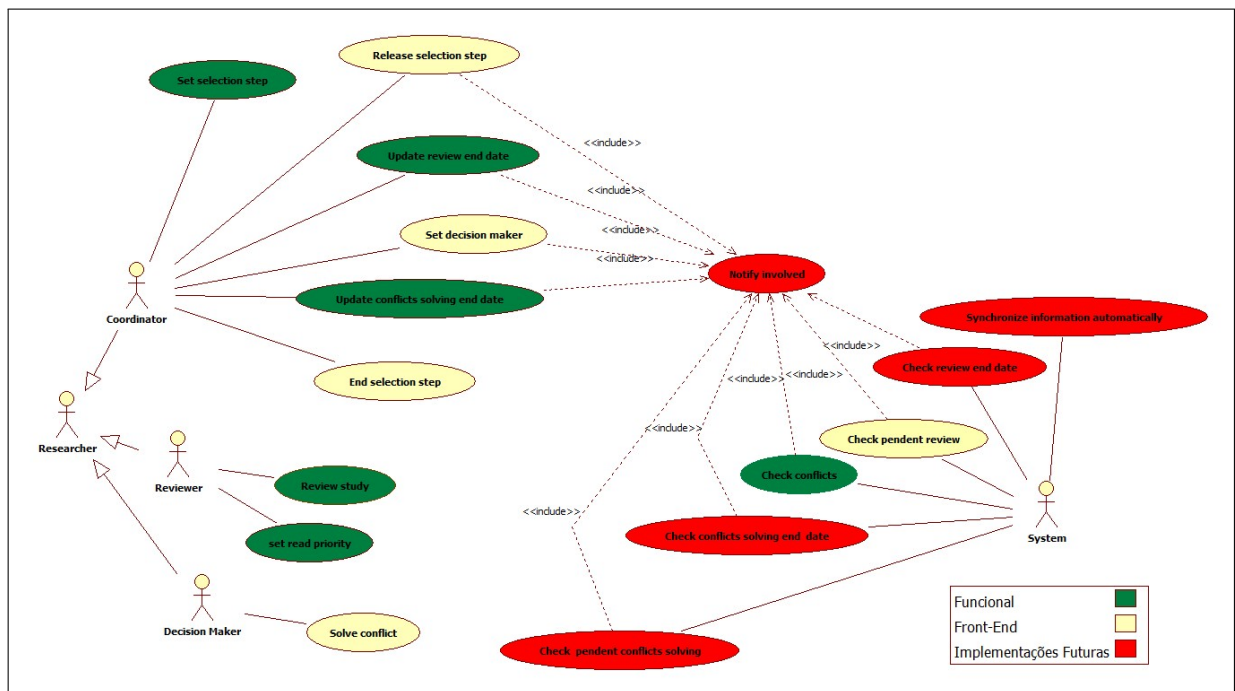 Release selection step
Set selection step
<<include>>
Update review end date
<<include>>
Set decision maker
<<include>>
<<include>>
Notify involved
Update conflicts solving end date
Coordinator
Synchronize information automatically
<<include>>
Check review end date
<<include>>
<<include>>
End selection step
<<include>>
Check pendent review
Researcher
Reviewer
Review study
Check conflicts
<<include>>
set read priority
Check conflicts solving end date
System
Decision Maker
Solve conflict
Check pendent conflicts solving
Funcional
Front-End
Implementações Futuras